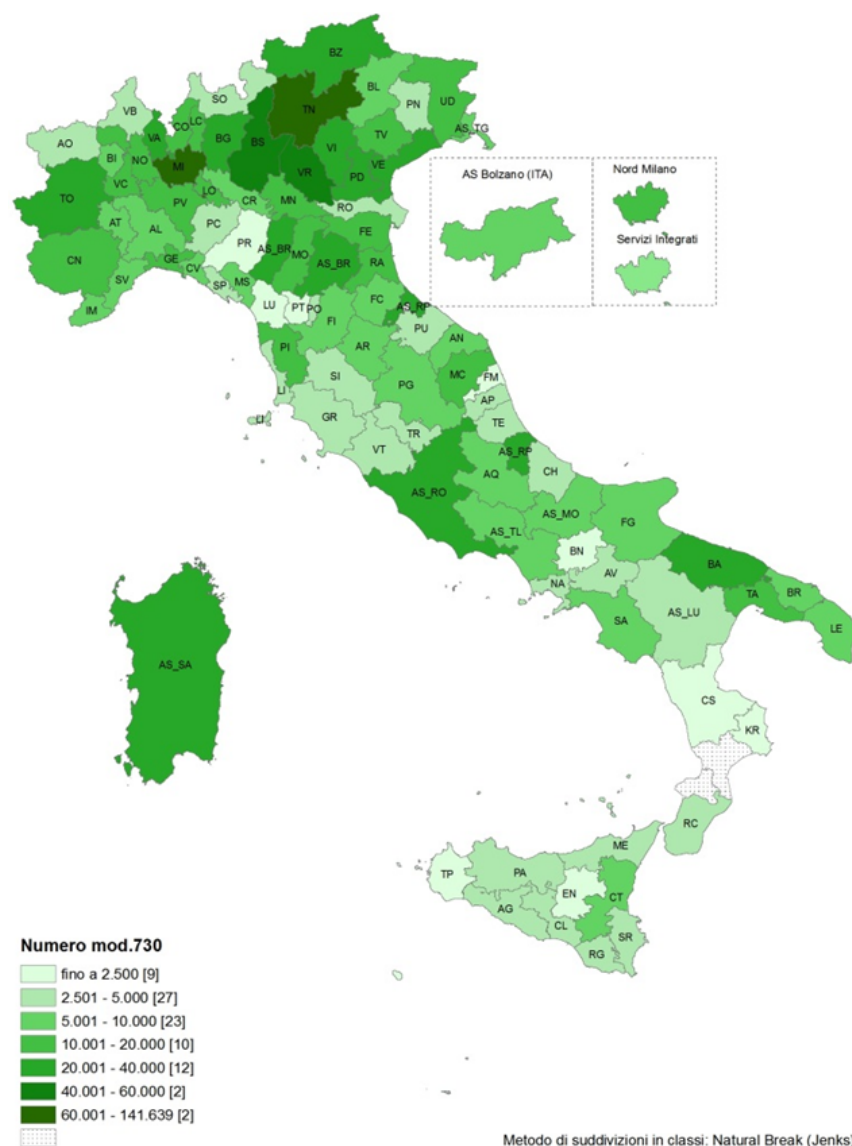 BZ
SO
BL
UD
VB
TN
PN
LC
CO
AS_TG
AO
VA
BG
BS
TV
BI
NO
VI
MI
VR
VE
PD
TO
VC
LO
PV
CR
MN
RO
AT
AL
PC
FE
PR
AS_BR
MO
AS_BR
RA
CN
GE
CV
SV
SP
MS
FC
AS_RP
IM
LU
PT
PO
FI
PU
AN
PI
AR
MC
FM
SI
PG
AP
LI
GR
TR
TE
LI
VT
AS_RP
CH
AQ
AS_RO
AS_MO
FG
AS_TL
BN
BA
NA
AV
TA
BR
AS_LU
SA
LE
AS_SA
CS
KR
RC
ME
TP
PA
EN
CT
AG
CL
SR
RG
AS Bolzano (ITA)
Nord Milano
Servizi Integrati
Numero mod.730
fino a 2.500 [9]
2.501 - 5.000 [27]
5.001 - 10.000 [23]
10.001 - 20.000 [10]
20.001 - 40.000 [12]
40.001 - 60.000 [2]
60.001 - 141.639 [2]
Metodo di suddivizioni in classi: Natural Break (Jenks)